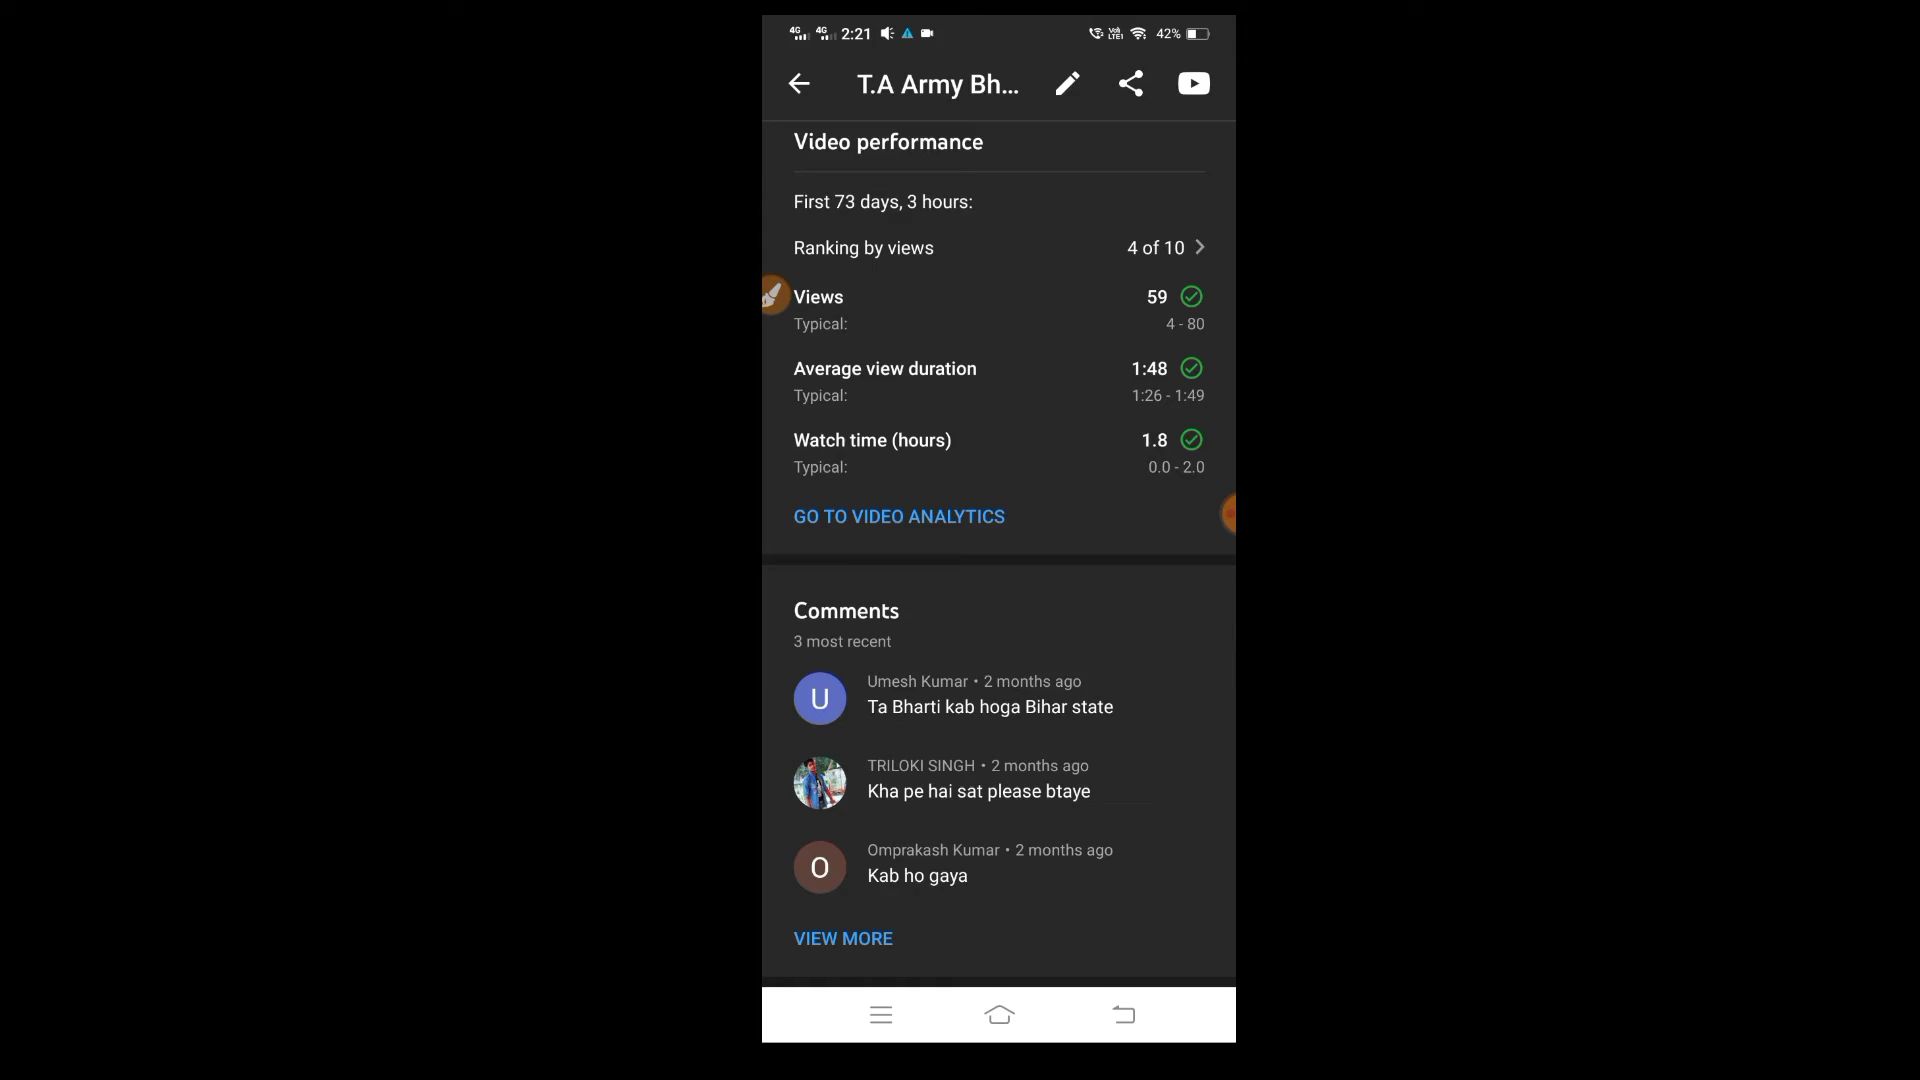 4G 4G 2:21 42%
T.A Army Bh...
Video performance
First 73 days, 3 hours:
Ranking by views 4 of 10
Views 59
Typical: 4 - 80
Average view duration 1:48
Typical: 1:26 - 1:49
Watch time (hours) 1.8
Typical: 0.0 - 2.0
GO TO VIDEO ANALYTICS
Comments
3 most recent
U
Umesh Kumar • 2 months ago
Ta Bharti kab hoga Bihar state
TRILOKI SINGH • 2 months ago
Kha pe hai sat please btaye
O
Omprakash Kumar • 2 months ago
Kab ho gaya
VIEW MORE